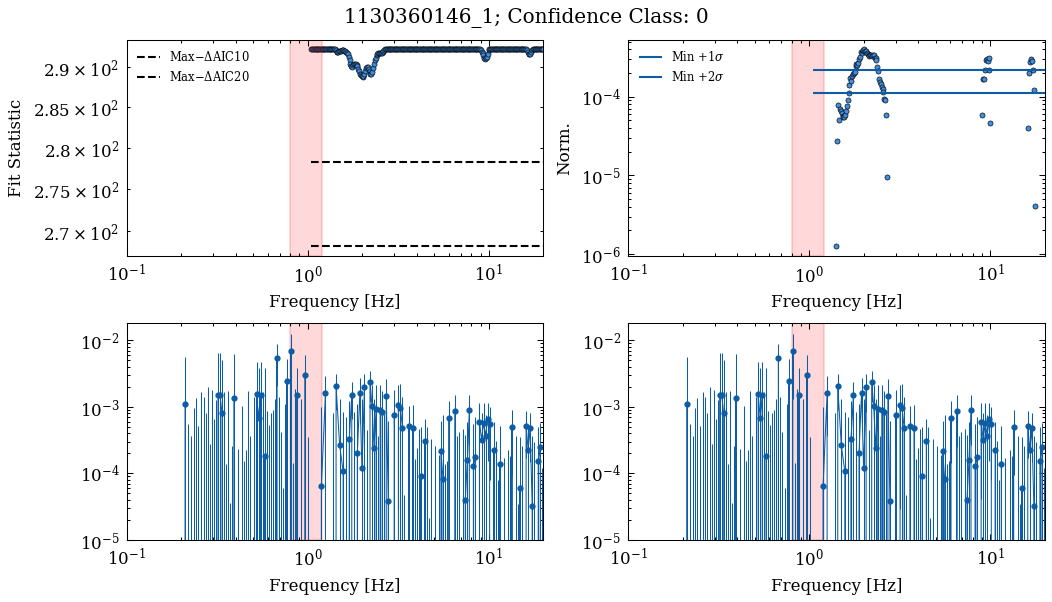 1130360146_1; Confidence Class: 0
Fit Statistic
2.9 × 10²
2.85 × 10²
2.8 × 10²
2.75 × 10²
2.7 × 10²
Max−ΔAIC10
Max−ΔAIC20
10⁻¹ 10⁰ 10¹
Frequency [Hz]
Norm.
10⁻⁴
10⁻⁵
10⁻⁶
Min +1σ
Min +2σ
10⁻¹ 10⁰ 10¹
Frequency [Hz]
10⁻²
10⁻³
10⁻⁴
10⁻⁵
10⁻¹ 10⁰ 10¹
Frequency [Hz]
10⁻²
10⁻³
10⁻⁴
10⁻⁵
10⁻¹ 10⁰ 10¹
Frequency [Hz]